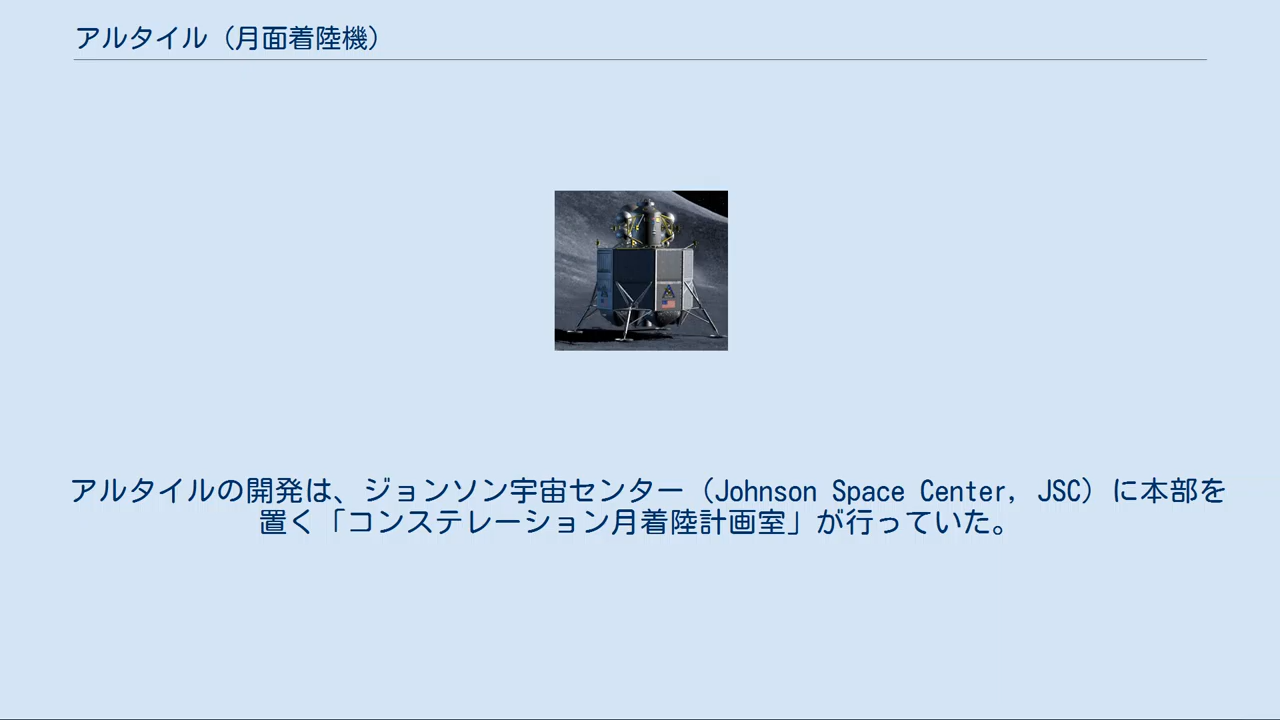 アルタイル（月面着陸機）
アルタイルの開発は、ジョンソン宇宙センター（Johnson Space Center, JSC）に本部を
置く「コンステレーション月着陸計画室」が行っていた。